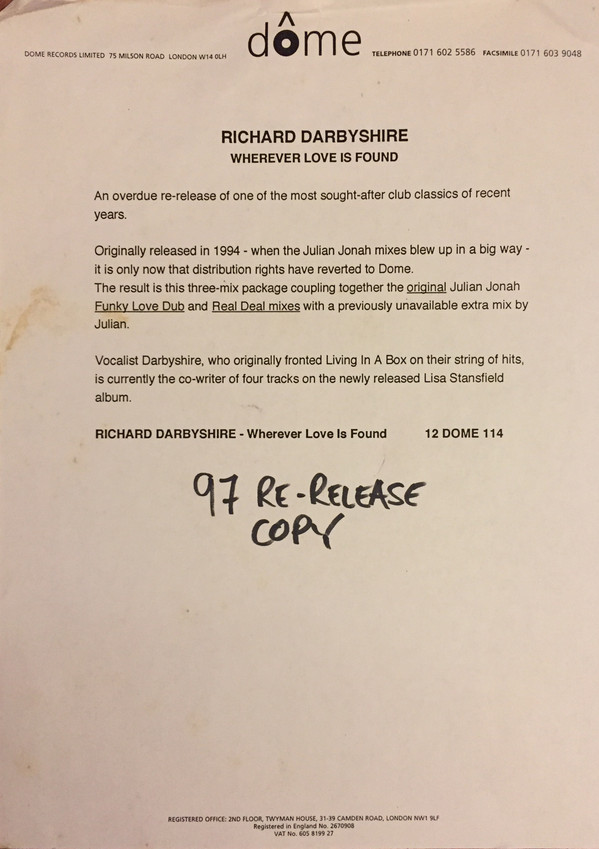 dôme
DOME RECORDS LIMITED 75 MILSON ROAD LONDON W14 0LH TELEPHONE 0171 602 5586 FACSIMILE 0171 603 9048
RICHARD DARBYSHIRE
WHEREVER LOVE IS FOUND
An overdue re-release of one of the most sought-after club classics of recent
years.
Originally released in 1994 - when the Julian Jonah mixes blew up in a big way -
it is only now that distribution rights have reverted to Dome.
The result is this three-mix package coupling together the original Julian Jonah
Funky Love Dub and Real Deal mixes with a previously unavailable extra mix by
Julian.
Vocalist Darbyshire, who originally fronted Living In A Box on their string of hits,
is currently the co-writer of four tracks on the newly released Lisa Stansfield
album.
RICHARD DARBYSHIRE - Wherever Love Is Found 12 DOME 114
97 RE-RELEASE
COPY
REGISTERED OFFICE: 2ND FLOOR, TWYMAN HOUSE, 31-39 CAMDEN ROAD, LONDON NW1 9LF
Registered in England No. 2670908
VAT No. 605 8199 27